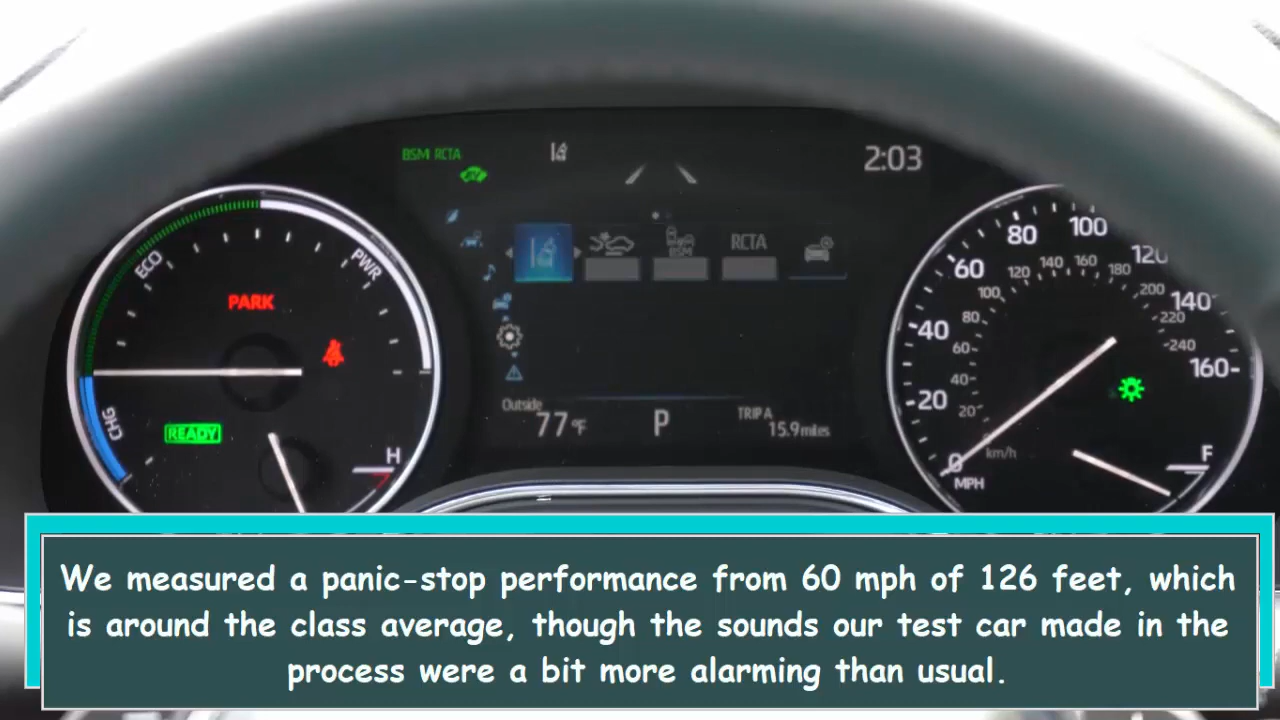 BSM RCTA
EV
2:03
ECO
PWR
PARK
CHG
READY
H
BSM
RCTA
Outside
77°F
P
TRIP A
15.9 miles
0
20
40
60
80
100
120
140
160
20
40
60
80
100
120
140
160
180
200
220
240
km/h
MPH
F
We measured a panic-stop performance from 60 mph of 126 feet, which
is around the class average, though the sounds our test car made in the
process were a bit more alarming than usual.